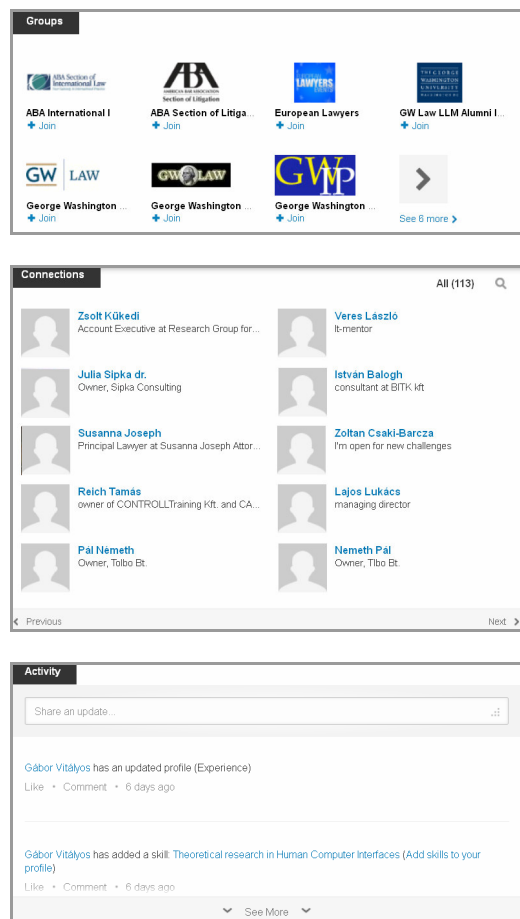 Groups
ABA Section of
International Law
ABA
AMERICAN BAR ASSOCIATION
Section of Litigation
LAWYERS
THE GEORGE
WASHINGTON
UNIVERSITY
ABA International l
ABA Section of Litiga...
European Lawyers
GW Law LLM Alumni I...
+ Join
+ Join
+ Join
+ Join
GW LAW
GW LAW
GWIP
George Washington ...
George Washington ...
George Washington ...
+ Join
+ Join
+ Join
See 6 more >
Connections
All (113)
Zsolt Kükedi
Account Executive at Research Group for...
Veres László
It-mentor
Julia Sipka dr.
Owner, Sipka Consulting
István Balogh
consultant at BITK kft
Susanna Joseph
Principal Lawyer at Susanna Joseph Attor...
Zoltan Csaki-Barcza
I'm open for new challenges
Reich Tamás
owner of CONTROLLTraining Kft. and CA...
Lajos Lukács
managing director
Pál Németh
Owner, Tolbo Bt.
Nemeth Pál
Owner, Tlbo Bt.
< Previous
Next >
Activity
Share an update...
Gábor Vitályos has an updated profile (Experience)
Like • Comment • 6 days ago
Gábor Vitályos has added a skill: Theoretical research in Human Computer Interfaces (Add skills to your
profile)
Like • Comment • 6 days ago
See More